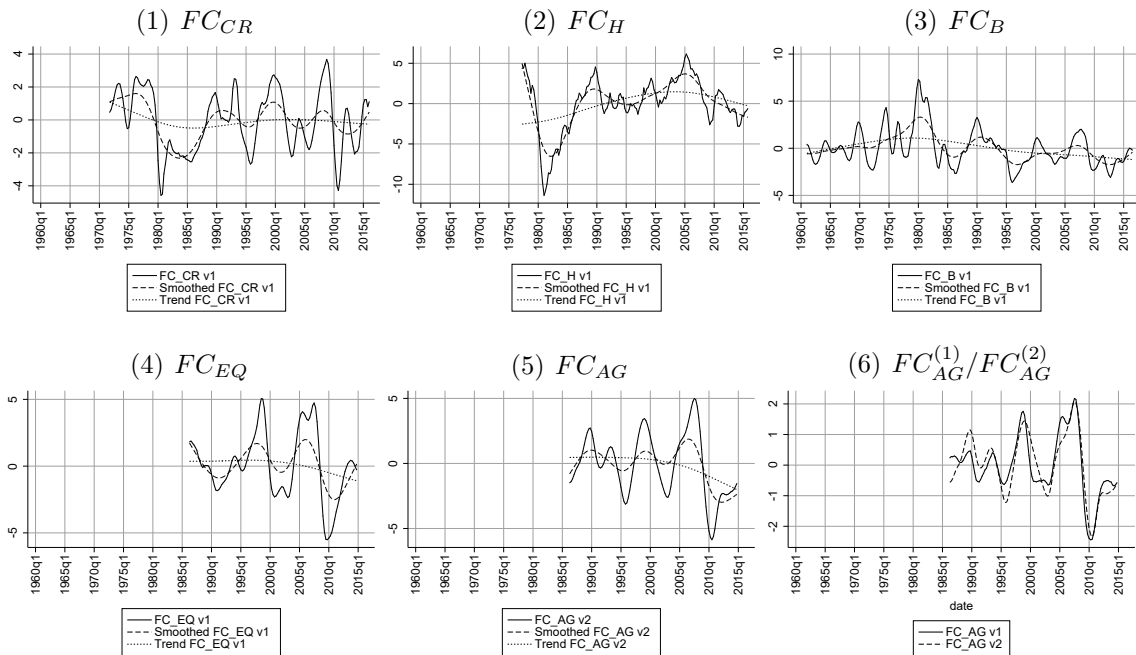 (1) FC_CR
4
2
0
-2
-4
1960q1
1965q1
1970q1
1975q1
1980q1
1985q1
1990q1
1995q1
2000q1
2005q1
2010q1
2015q1
FC_CR v1
Smoothed FC_CR v1
Trend FC_CR v1
(2) FC_H
5
0
-5
-10
1960q1
1965q1
1970q1
1975q1
1980q1
1985q1
1990q1
1995q1
2000q1
2005q1
2010q1
2015q1
FC_H v1
Smoothed FC_H v1
Trend FC_H v1
(3) FC_B
10
5
0
-5
1960q1
1965q1
1970q1
1975q1
1980q1
1985q1
1990q1
1995q1
2000q1
2005q1
2010q1
2015q1
FC_B v1
Smoothed FC_B v1
Trend FC_B v1
(4) FC_EQ
5
0
-5
1960q1
1965q1
1970q1
1975q1
1980q1
1985q1
1990q1
1995q1
2000q1
2005q1
2010q1
2015q1
FC_EQ v1
Smoothed FC_EQ v1
Trend FC_EQ v1
(5) FC_AG
5
0
-5
1960q1
1965q1
1970q1
1975q1
1980q1
1985q1
1990q1
1995q1
2000q1
2005q1
2010q1
2015q1
FC_AG v2
Smoothed FC_AG v2
Trend FC_AG v2
(6) FC_AG^(1)/FC_AG^(2)
2
1
0
-1
-2
1960q1
1965q1
1970q1
1975q1
1980q1
1985q1
1990q1
1995q1
2000q1
2005q1
2010q1
2015q1
date
FC_AG v1
FC_AG v2